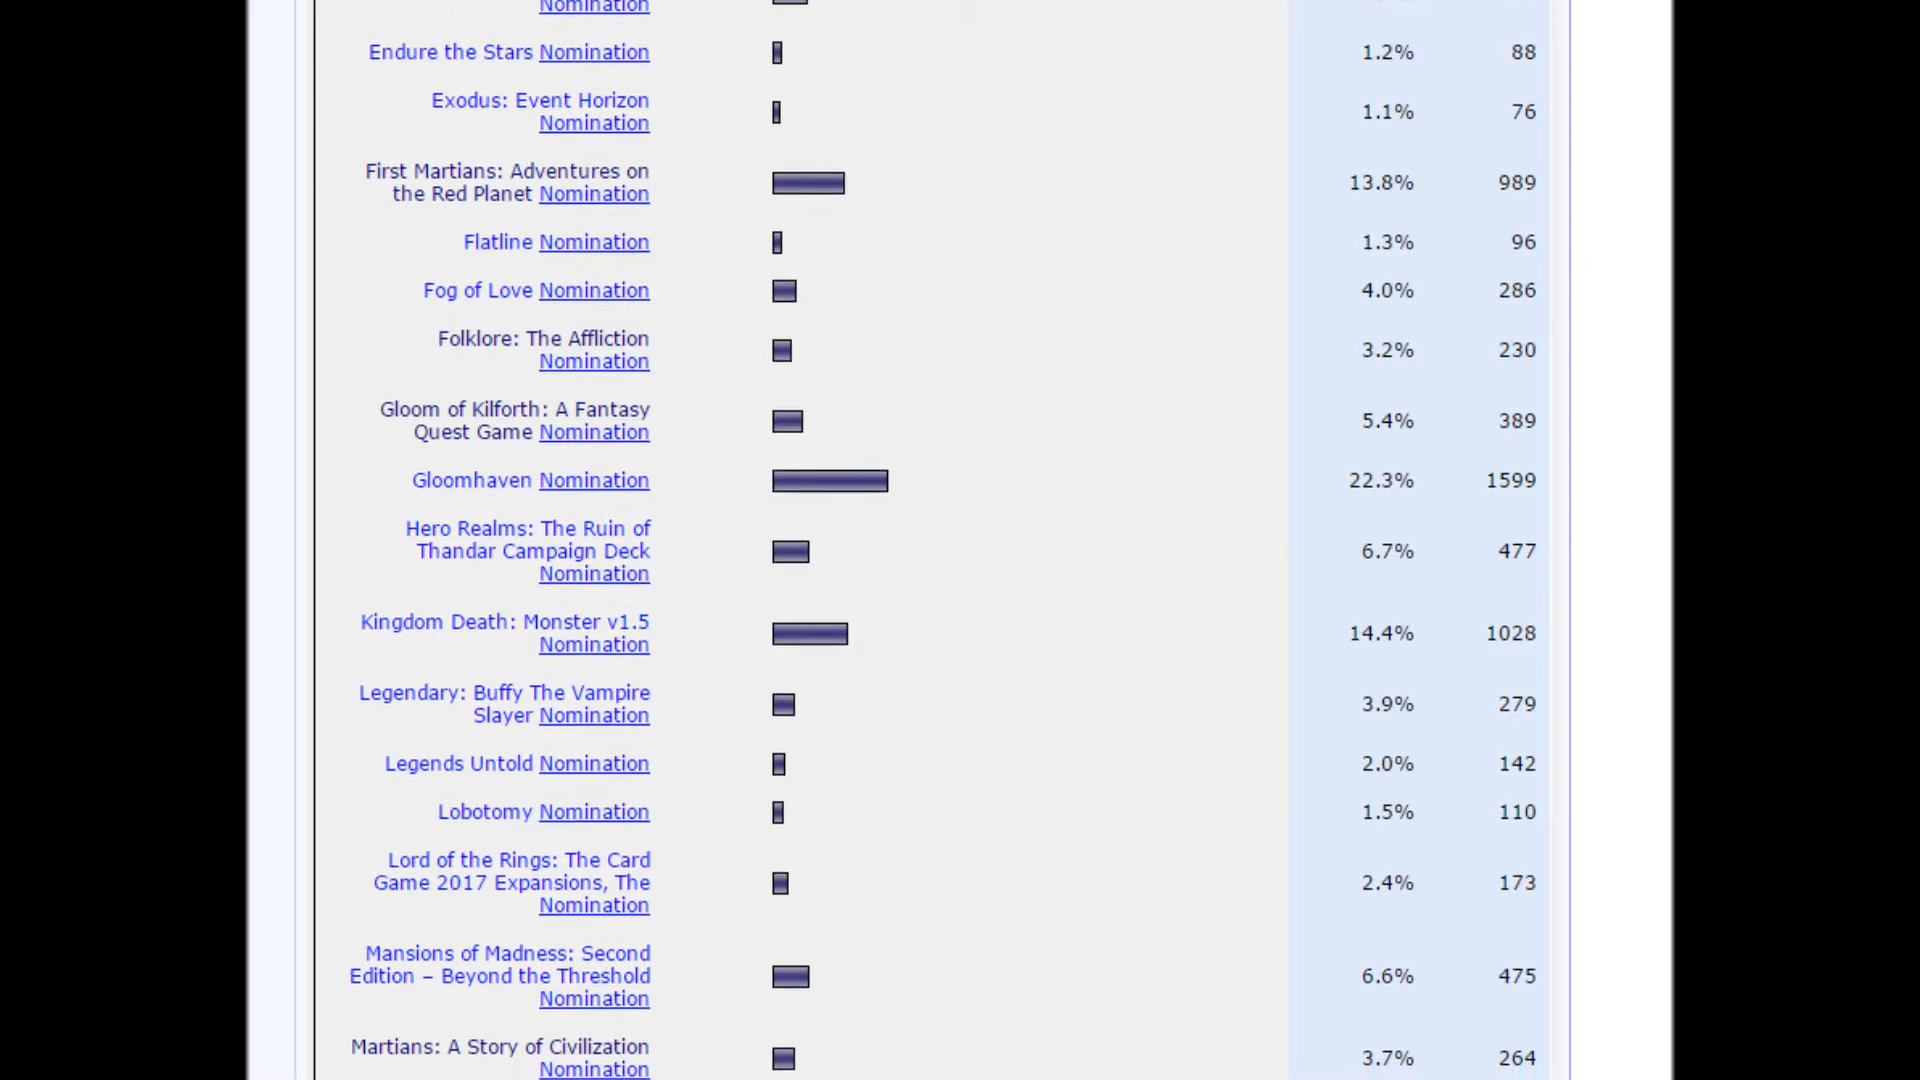 Nomination
Endure the Stars Nomination 1.2% 88
Exodus: Event Horizon
Nomination 1.1% 76
First Martians: Adventures on
the Red Planet Nomination 13.8% 989
Flatline Nomination 1.3% 96
Fog of Love Nomination 4.0% 286
Folklore: The Affliction
Nomination 3.2% 230
Gloom of Kilforth: A Fantasy
Quest Game Nomination 5.4% 389
Gloomhaven Nomination 22.3% 1599
Hero Realms: The Ruin of
Thandar Campaign Deck 6.7% 477
Nomination
Kingdom Death: Monster v1.5
Nomination 14.4% 1028
Legendary: Buffy The Vampire
Slayer Nomination 3.9% 279
Legends Untold Nomination 2.0% 142
Lobotomy Nomination 1.5% 110
Lord of the Rings: The Card
Game 2017 Expansions, The 2.4% 173
Nomination
Mansions of Madness: Second
Edition – Beyond the Threshold 6.6% 475
Nomination
Martians: A Story of Civilization
Nomination 3.7% 264